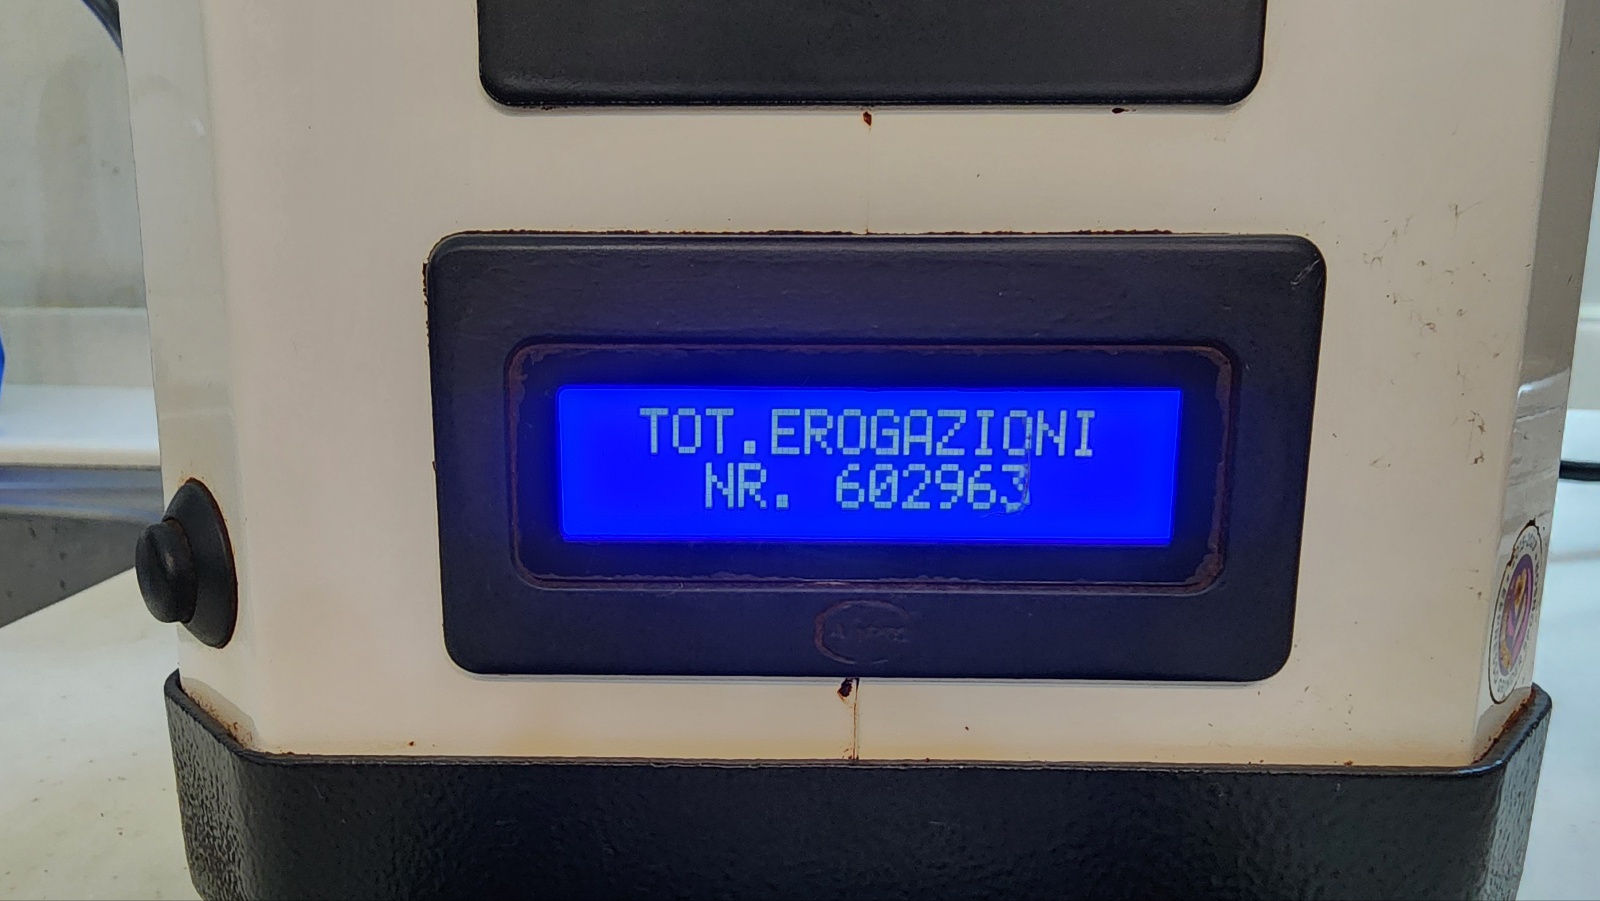 TOT.EROGAZIONI
NR. 602963